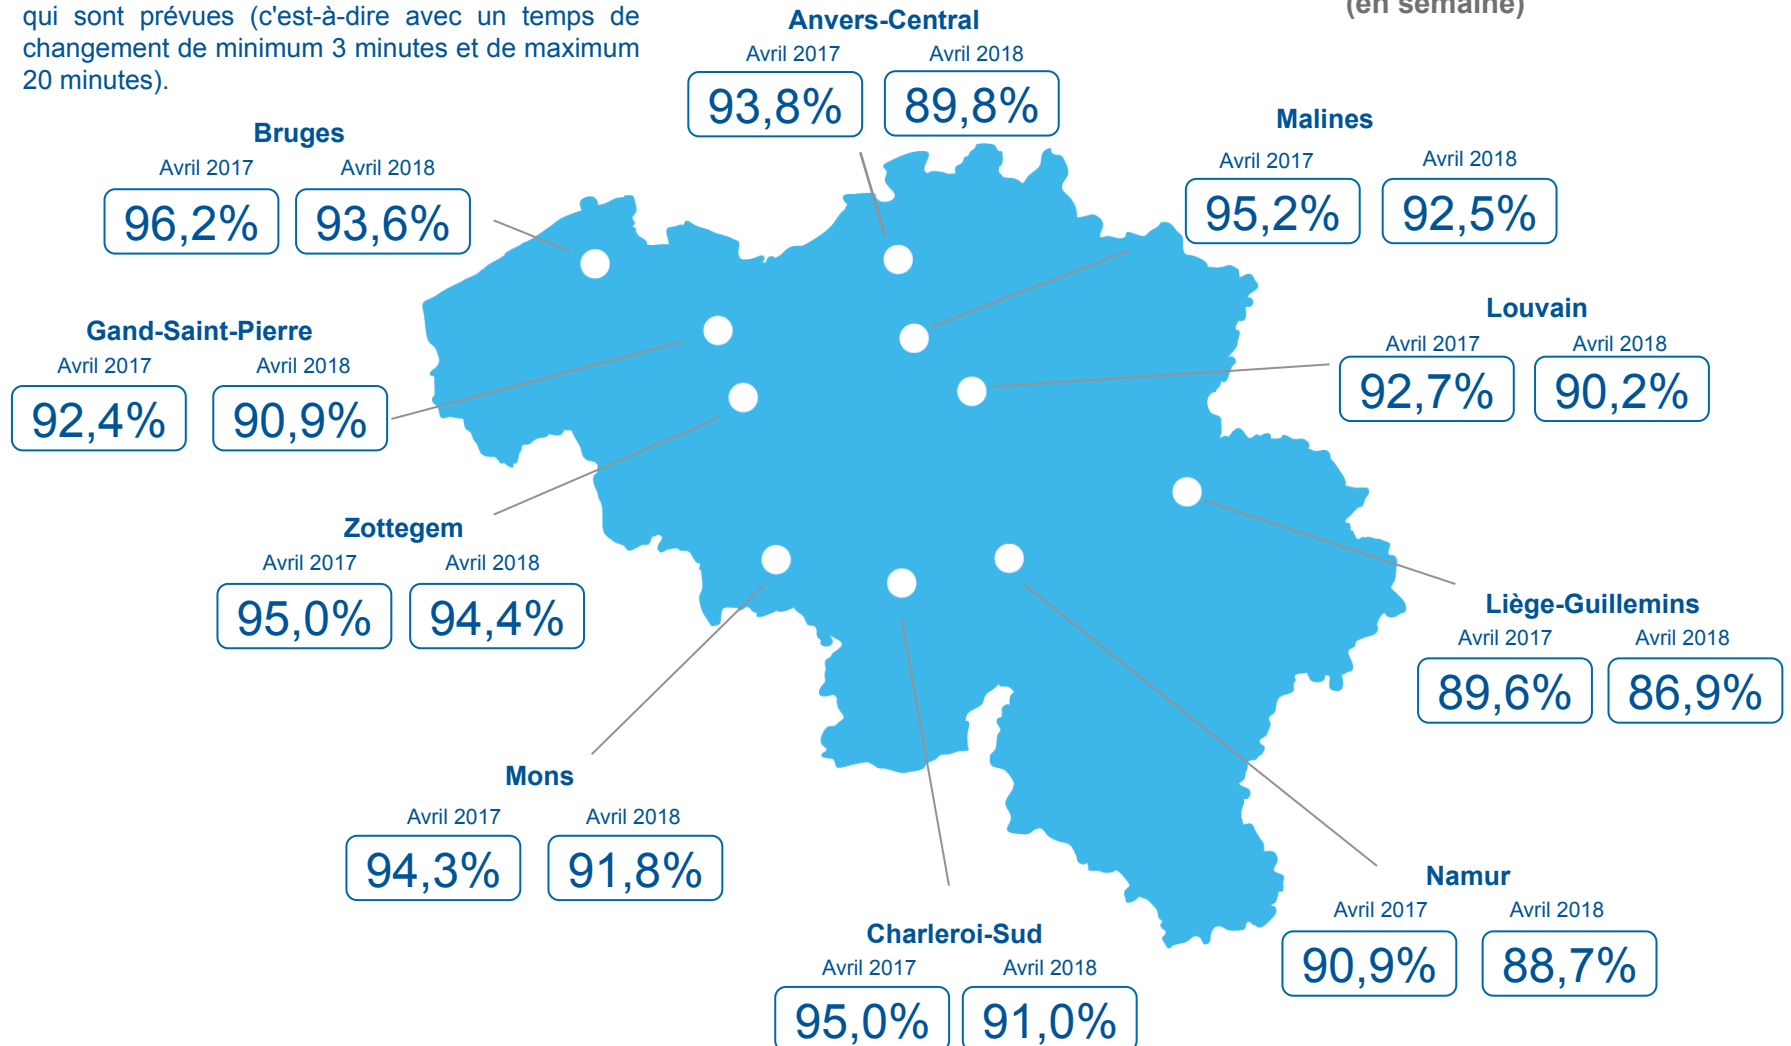 qui sont prévues (c'est-à-dire avec un temps de
changement de minimum 3 minutes et de maximum
20 minutes).
(en semaine)
Anvers-Central
Avril 2017 Avril 2018
93,8% 89,8%
Bruges
Avril 2017 Avril 2018
96,2% 93,6%
Malines
Avril 2017 Avril 2018
95,2% 92,5%
Gand-Saint-Pierre
Avril 2017 Avril 2018
92,4% 90,9%
Louvain
Avril 2017 Avril 2018
92,7% 90,2%
Zottegem
Avril 2017 Avril 2018
95,0% 94,4%
Liège-Guillemins
Avril 2017 Avril 2018
89,6% 86,9%
Mons
Avril 2017 Avril 2018
94,3% 91,8%
Namur
Avril 2017 Avril 2018
90,9% 88,7%
Charleroi-Sud
Avril 2017 Avril 2018
95,0% 91,0%